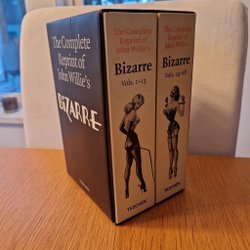 The Complete
Reprint of
John Willie's
BIZARRE
TASCHEN
The Complete
Reprint of
John Willie's
Bizarre
Vols. 1–13
TASCHEN
The Complete
Reprint of
John Willie's
Bizarre
Vols. 14–26
TASCHEN